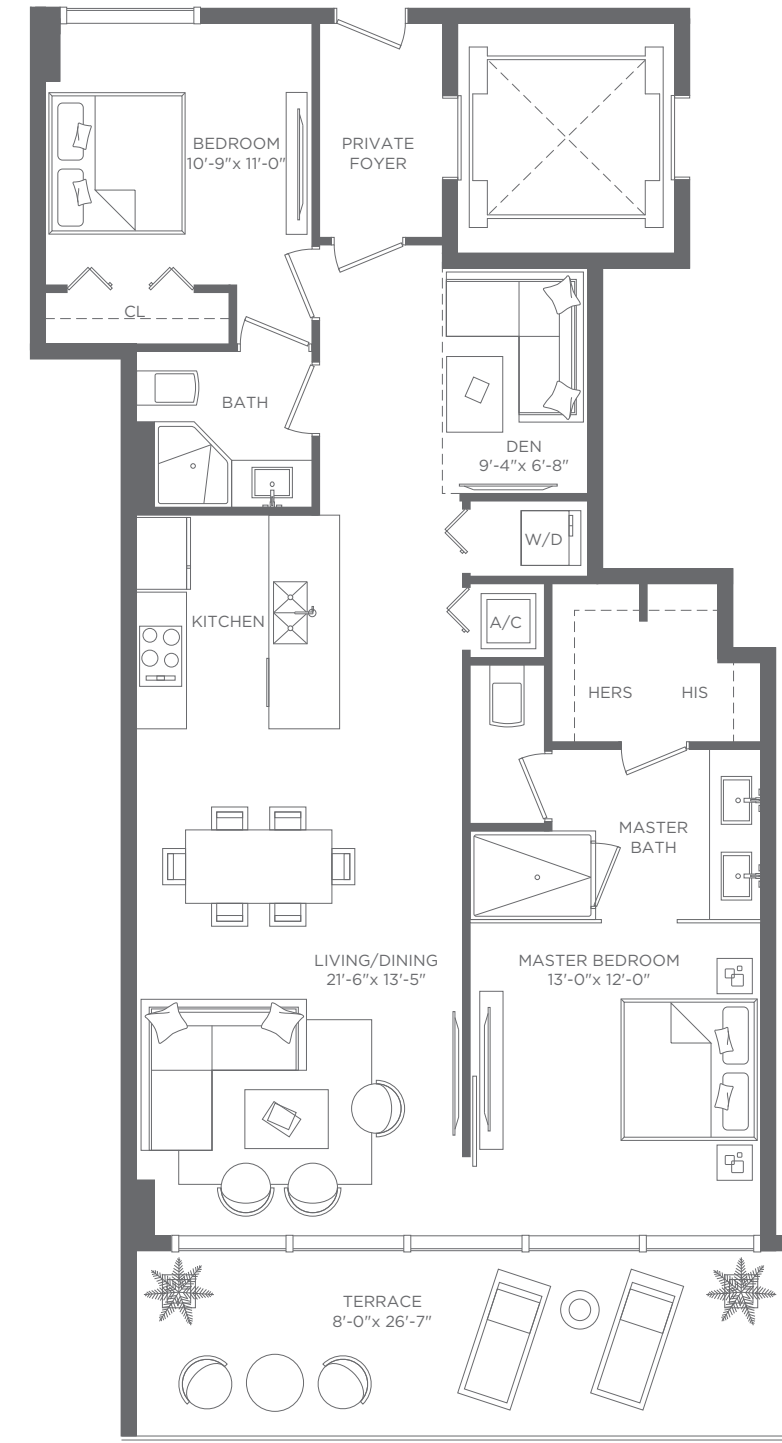 BEDROOM
10'-9"x 11'-0"
PRIVATE
FOYER
CL
BATH
DEN
9'-4"x 6'-8"
W/D
KITCHEN
A/C
HERS
HIS
MASTER
BATH
LIVING/DINING
21'-6"x 13'-5"
MASTER BEDROOM
13'-0"x 12'-0"
TERRACE
8'-0"x 26'-7"